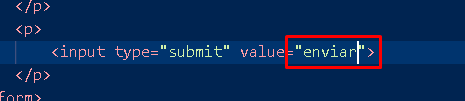 </p>
<p>
<input type="submit" value="enviar">
</p>
form>